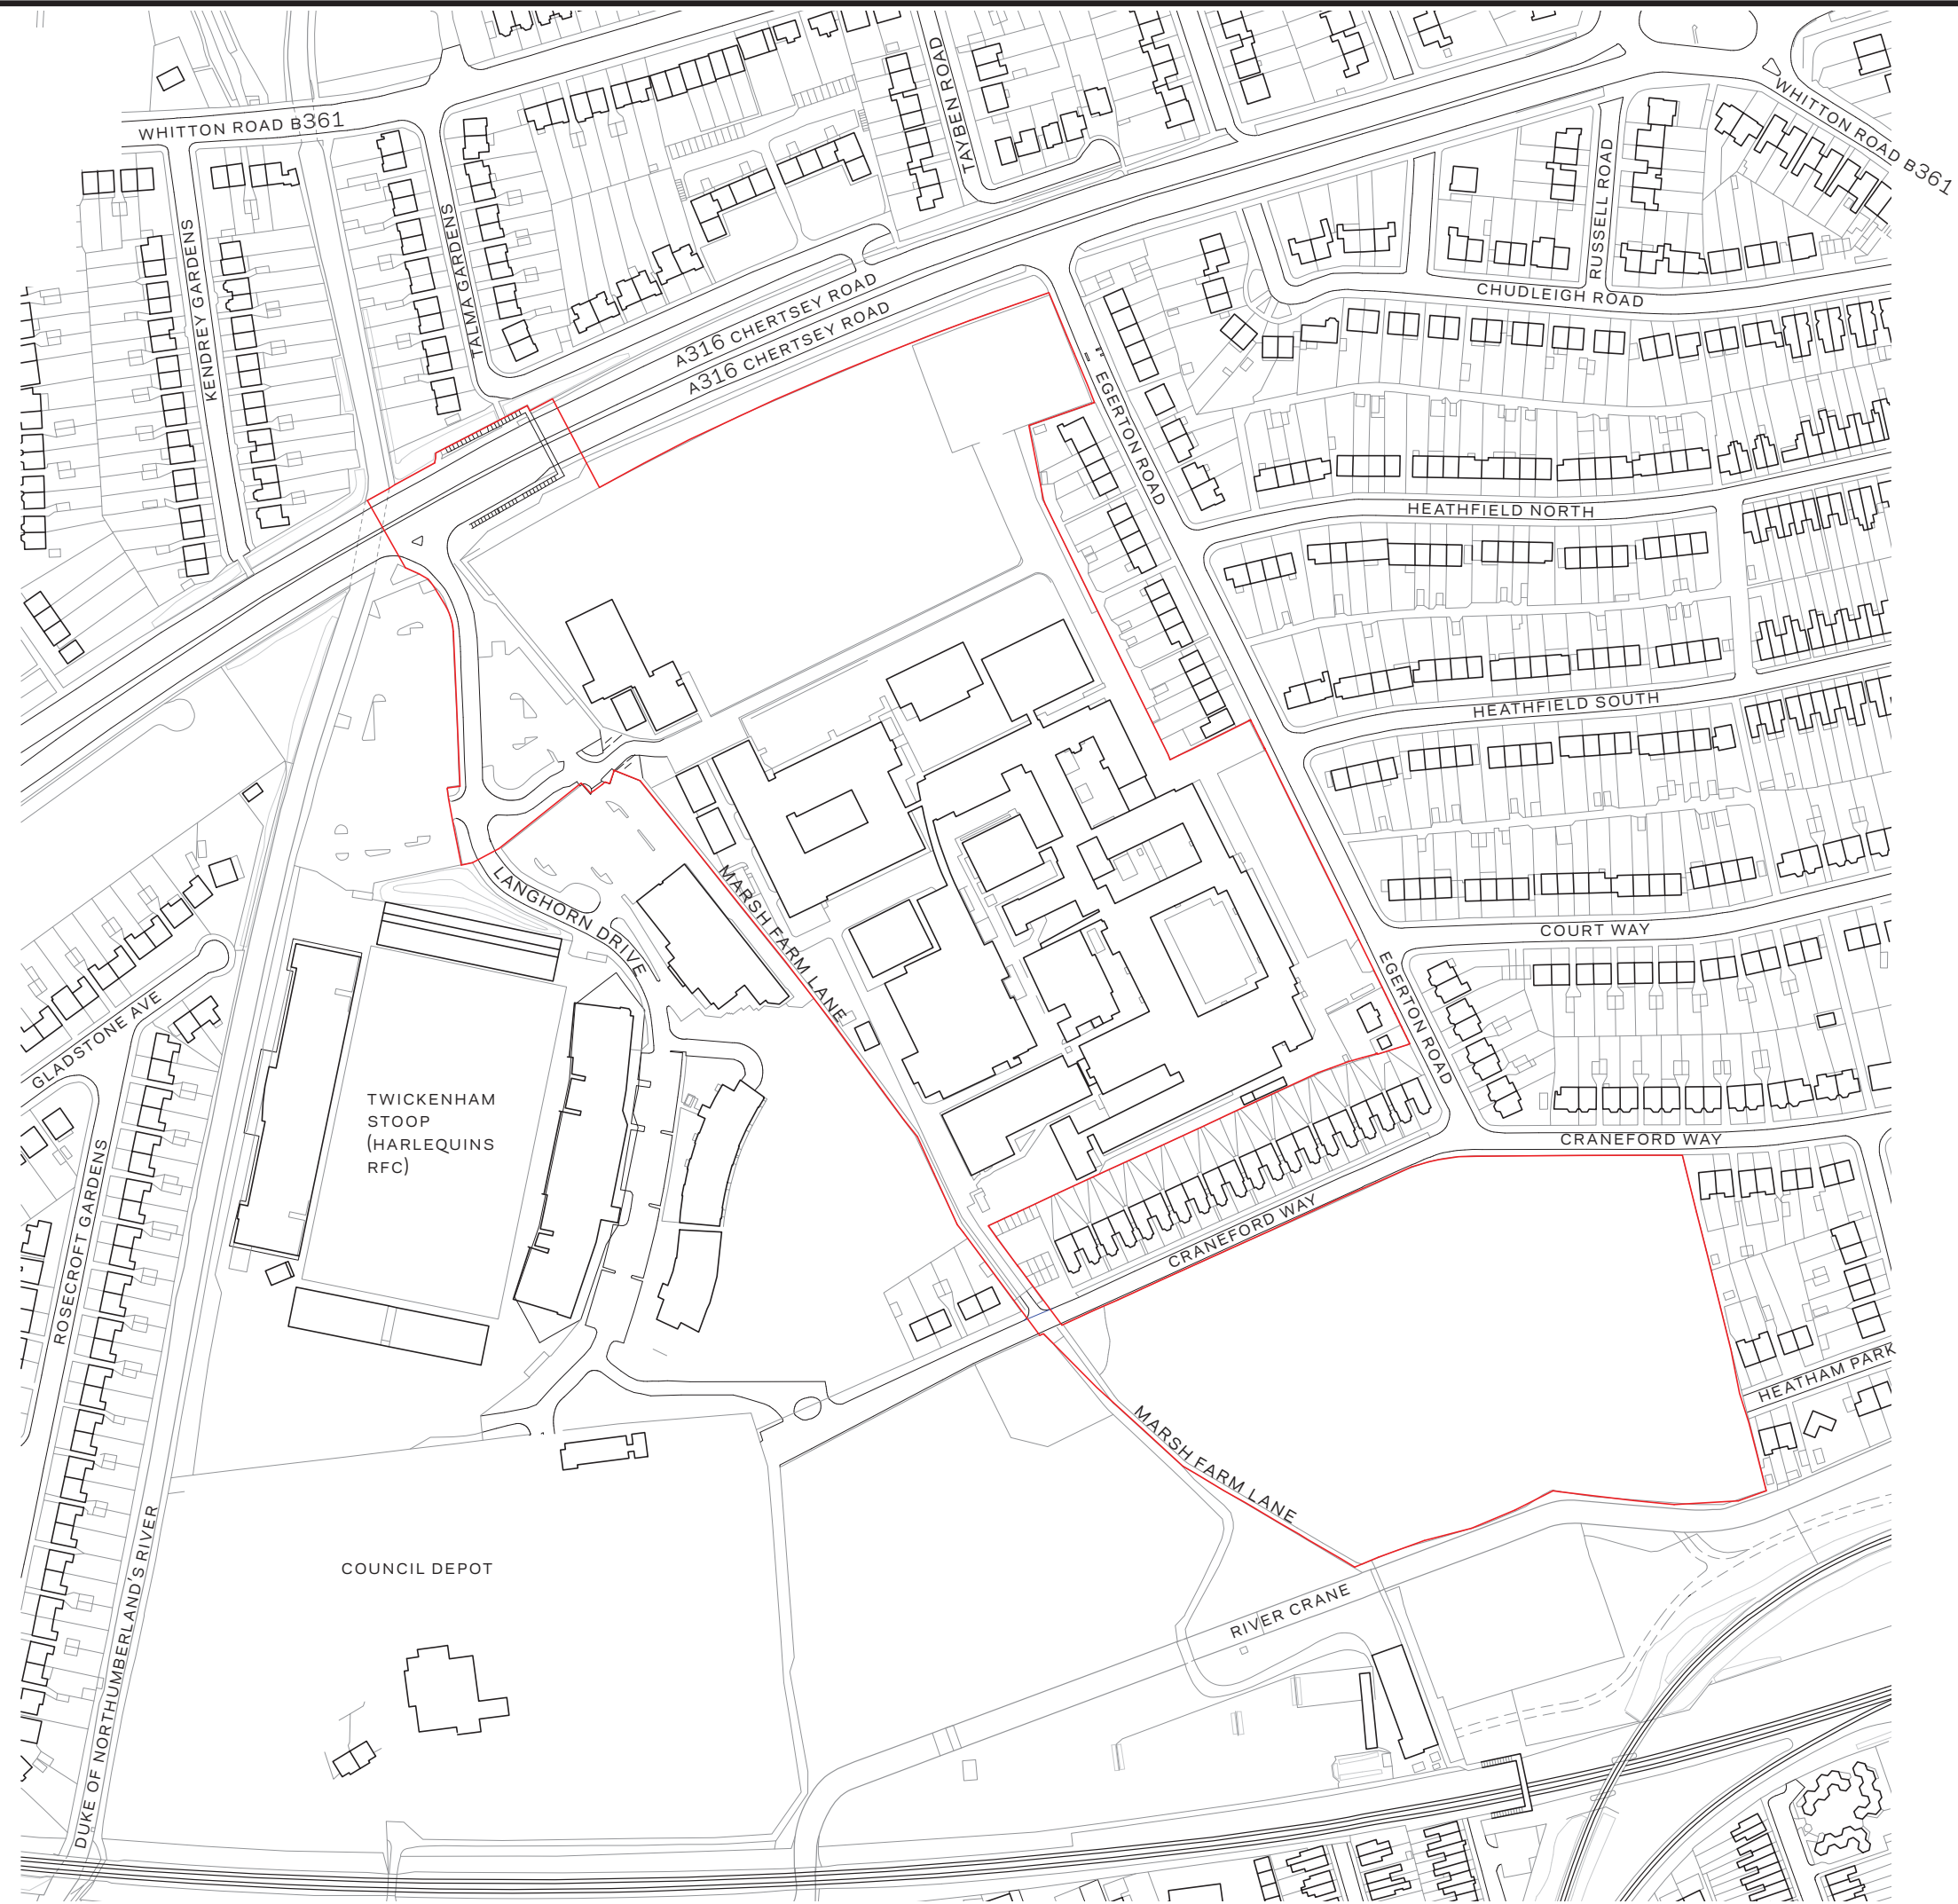 WHITTON ROAD B361
TAYBEN ROAD
WHITTON ROAD B361
RUSSELL ROAD
KENDREY GARDENS
TALMA GARDENS
CHUDLEIGH ROAD
A316 CHERTSEY ROAD
A316 CHERTSEY ROAD
EGERTON ROAD
HEATHFIELD NORTH
HEATHFIELD SOUTH
LANGHORN DRIVE
MARSH FARM LANE
COURT WAY
EGERTON ROAD
GLADSTONE AVE
TWICKENHAM
STOOP
(HARLEQUINS
RFC)
CRANEFORD WAY
ROSECROFT GARDENS
CRANEFORD WAY
HEATHAM PARK
MARSH FARM LANE
COUNCIL DEPOT
RIVER CRANE
DUKE OF NORTHUMBERLAND'S RIVER